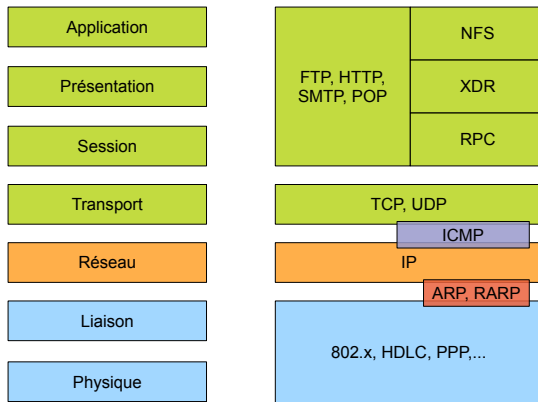 Application
Présentation
Session
Transport
Réseau
Liaison
Physique
FTP, HTTP,
SMTP, POP
NFS
XDR
RPC
TCP, UDP
ICMP
IP
ARP, RARP
802.x, HDLC, PPP,...